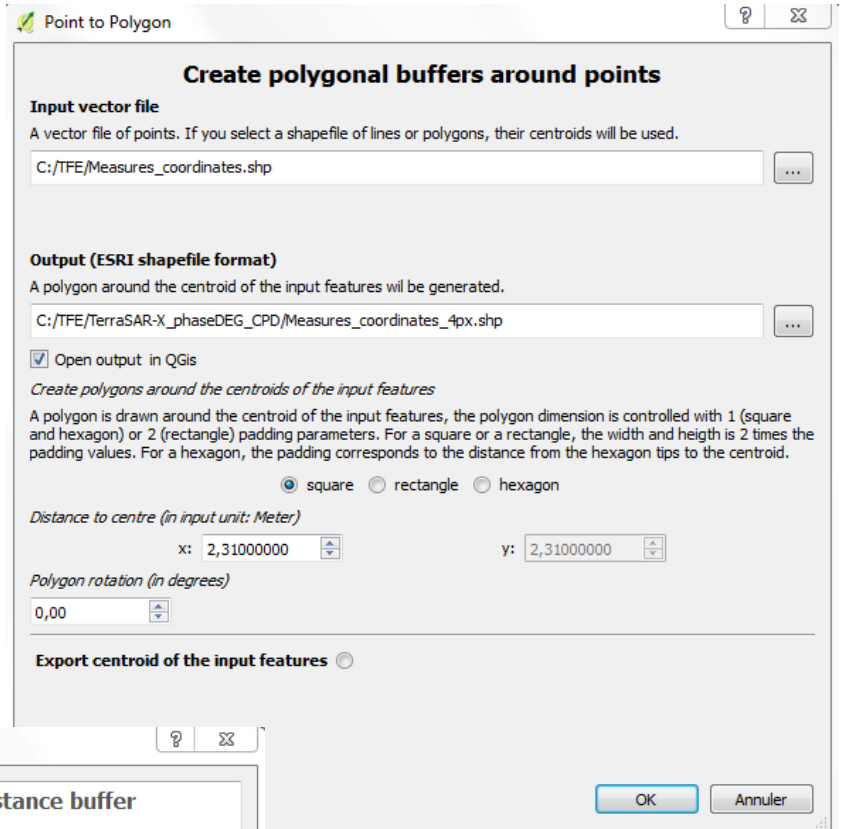 Point to Polygon
Create polygonal buffers around points
Input vector file
A vector file of points. If you select a shapefile of lines or polygons, their centroids will be used.
C:/TFE/Measures_coordinates.shp
...
Output (ESRI shapefile format)
A polygon around the centroid of the input features wil be generated.
C:/TFE/TerraSAR-X_phaseDEG_CPD/Measures_coordinates_4px.shp
...
Open output in QGis
Create polygons around the centroids of the input features
A polygon is drawn around the centroid of the input features, the polygon dimension is controlled with 1 (square
and hexagon) or 2 (rectangle) padding parameters. For a square or a rectangle, the width and heigth is 2 times the
padding values. For a hexagon, the padding corresponds to the distance from the hexagon tips to the centroid.
square rectangle hexagon
Distance to centre (in input unit: Meter)
x: 2,31000000 y: 2,31000000
Polygon rotation (in degrees)
0,00
Export centroid of the input features
stance buffer
OK Annuler